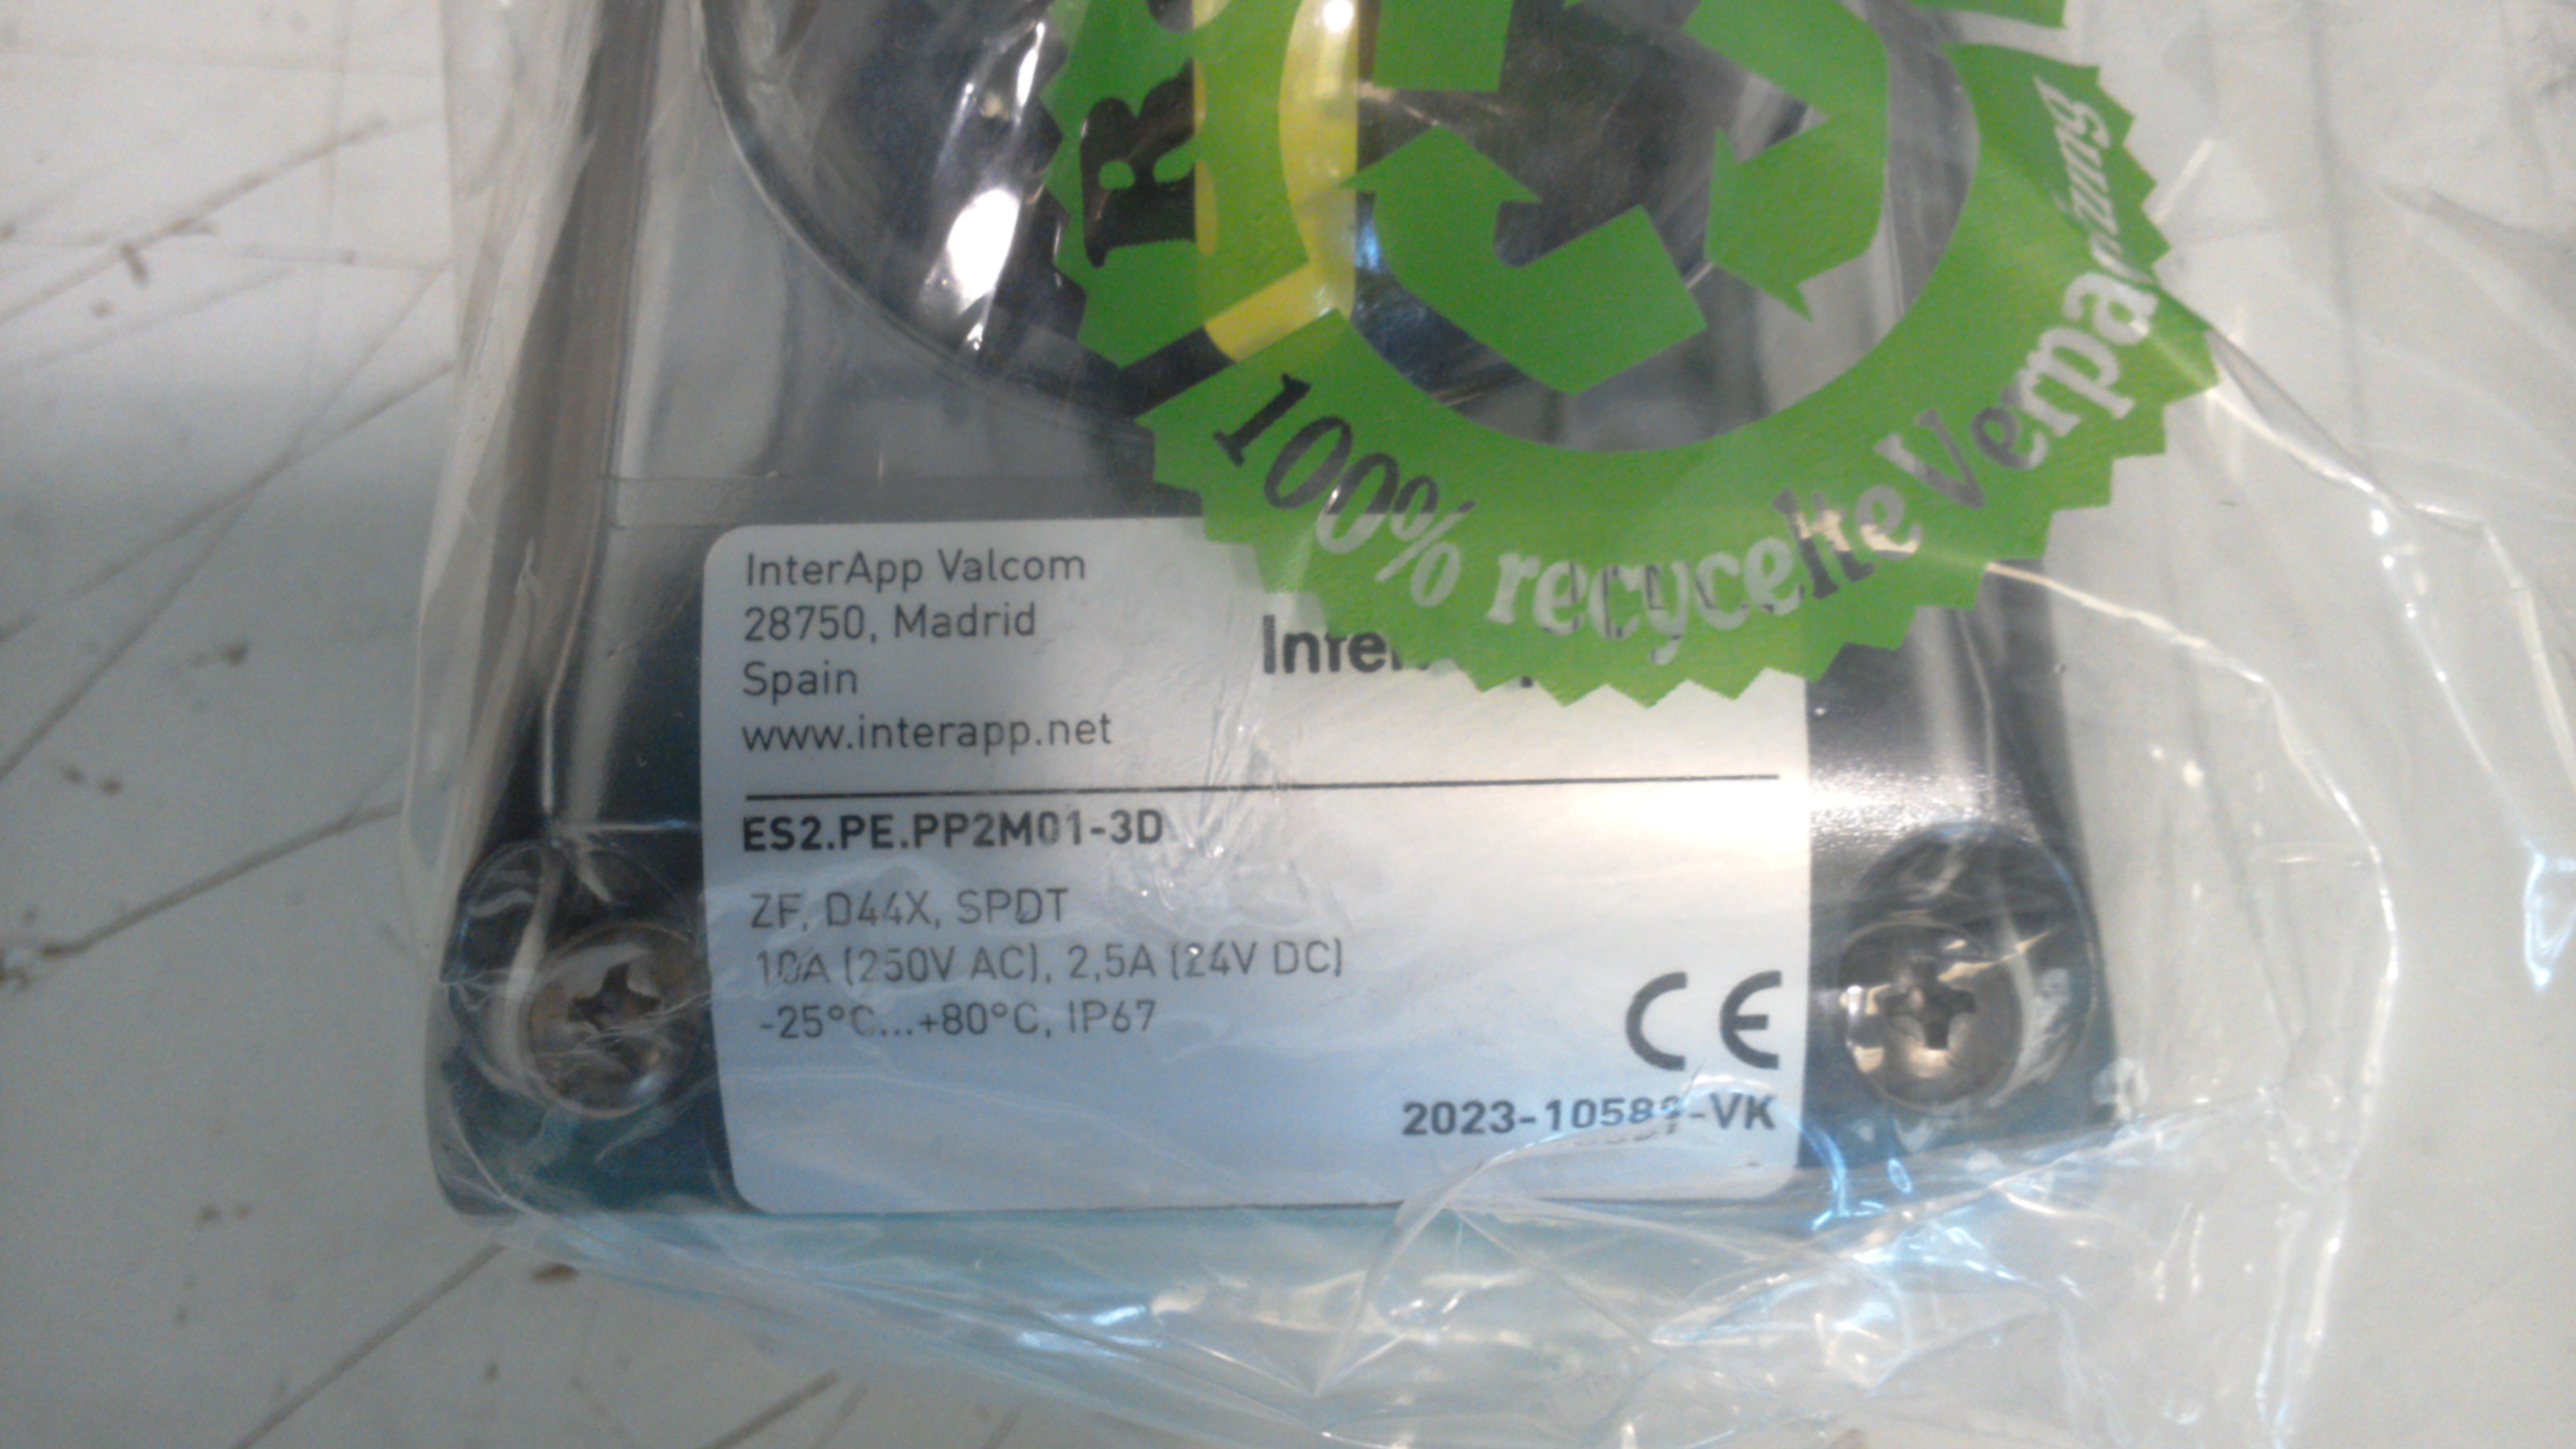 100% recycelte Verpackung
InterApp Valcom
28750, Madrid
Spain
www.interapp.net
ES2.PE.PP2M01-3D
ZF, D44X, SPDT
10A (250V AC), 2,5A (24V DC)
-25°C...+80°C, IP67
CE